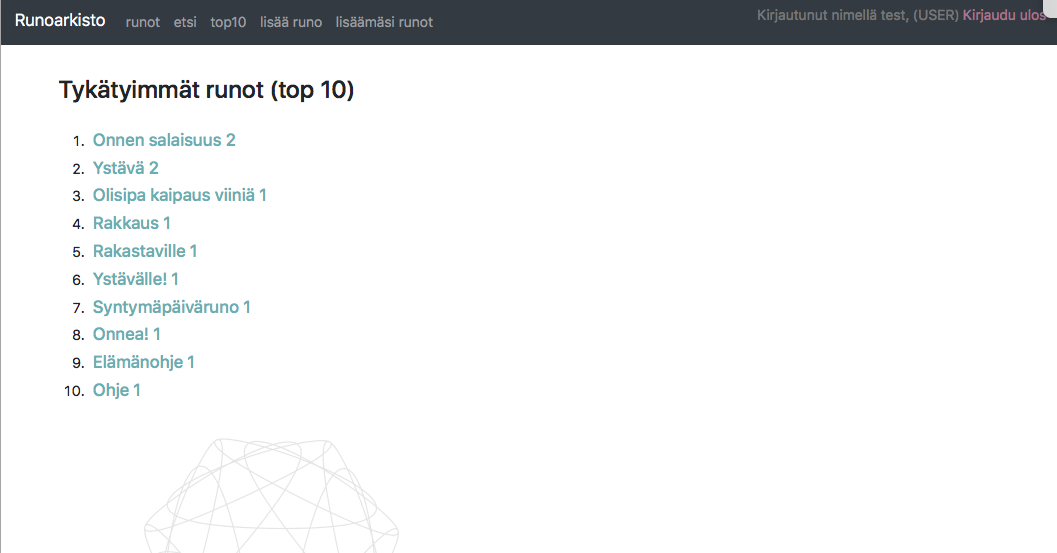 Runoarkisto runot etsi top10 lisää runo lisäämäsi runot Kirjautunut nimellä test, (USER) Kirjaudu ulos
Tykätyimmät runot (top 10)
1. Onnen salaisuus 2
2. Ystävä 2
3. Olisipa kaipaus viiniä 1
4. Rakkaus 1
5. Rakastaville 1
6. Ystävälle! 1
7. Syntymäpäiväruno 1
8. Onnea! 1
9. Elämänohje 1
10. Ohje 1